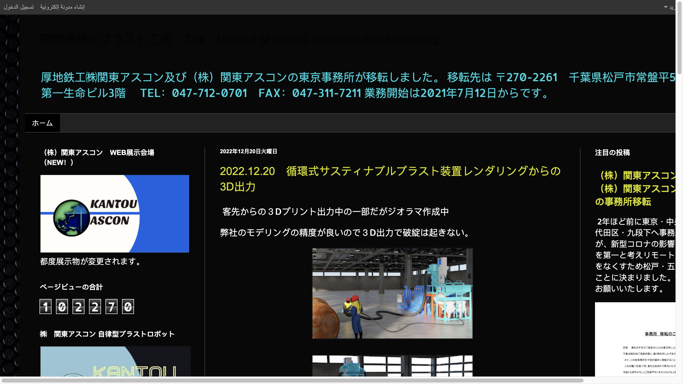 إنشاء مدونة إلكترونية
تسجيل الدخول
厚地鉄工㈱関東アスコン及び（株）関東アスコンの東京事務所が移転しました。 移転先は 〒270-2261　千葉県松戸市常盤平5
第一生命ビル3階　 TEL：047-712-0701　FAX：047-311-7211 業務開始は2021年7月12日からです。
ホーム
（株）関東アスコン　WEB展示会場
（NEW！）
KANTOU
ASCON
都度展示物が変更されます。
ページビューの合計
102270
㈱　関東アスコン 自律型ブラストロボット
KANTOU
2022年12月20日火曜日
2022.12.20　循環式サスティナブルブラスト装置レンダリングからの
3D出力
客先からの３Dプリント出力中の一部だがジオラマ作成中
弊社のモデリングの精度が良いので３D出力で破綻は起きない。
注目の投稿
（株）関東アスコン
（株）関東アスコン
の事務所移転
2年ほど前に東京・中央
代田区・九段下へ事務
が、新型コロナの影響
を第一と考えリモート
をなくすため松戸・五
ことに決まりました。
お願いいたします。